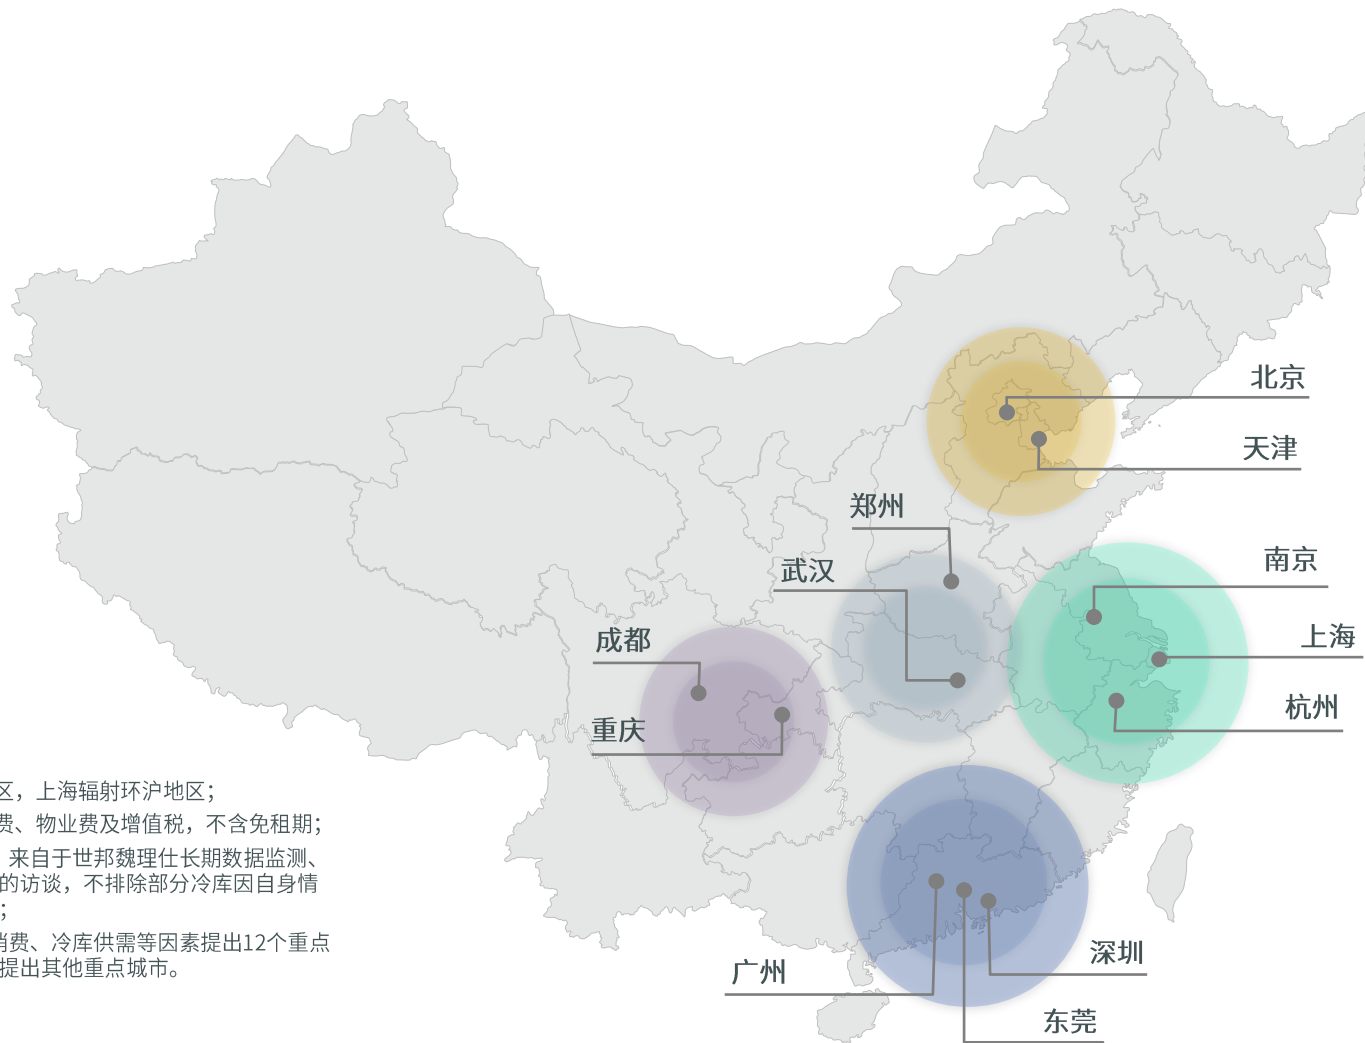 北京
天津
郑州
南京
武汉
上海
成都
杭州
重庆
区，上海辐射环沪地区；
费、物业费及增值税，不含免租期；
来自于世邦魏理仕长期数据监测、
的访谈，不排除部分冷库因自身情
；
消费、冷库供需等因素提出12个重点
提出其他重点城市。
深圳
广州
东莞